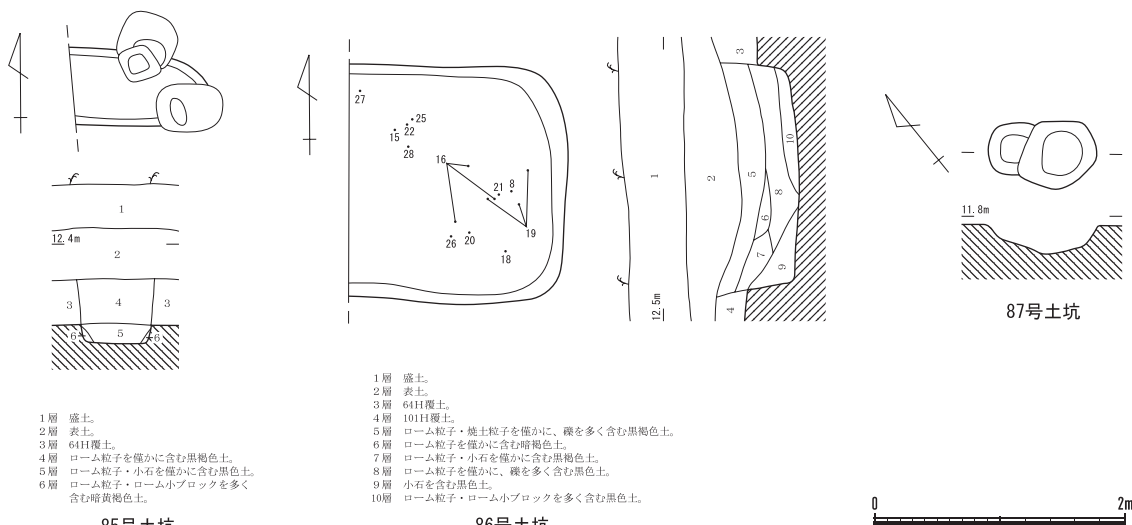 1
12.4m
2
3
4
3
6
5
6
1層 盛土。
2層 表土。
3層 64H覆土。
4層 ローム粒子を僅かに含む黒褐色土。
5層 ローム粒子・小石を僅かに含む黒色土。
6層 ローム粒子・ローム小ブロックを多く
含む暗黄褐色土。
85号土坑
27
25
22
15
28
16
21
8
19
26
20
18
3
10
1
2
5
8
6
7
9
12.5m
4
1層 盛土。
2層 表土。
3層 64H覆土。
4層 101H覆土。
5層 ローム粒子・焼土粒子を僅かに、礫を多く含む黒褐色土。
6層 ローム粒子を僅かに含む暗褐色土。
7層 ローム粒子・小石を僅かに含む黒褐色土。
8層 ローム粒子を僅かに、礫を多く含む黒色土。
9層 小石を含む黒色土。
10層 ローム粒子・ローム小ブロックを多く含む黒色土。
86号土坑
11.8m
87号土坑
0 2m